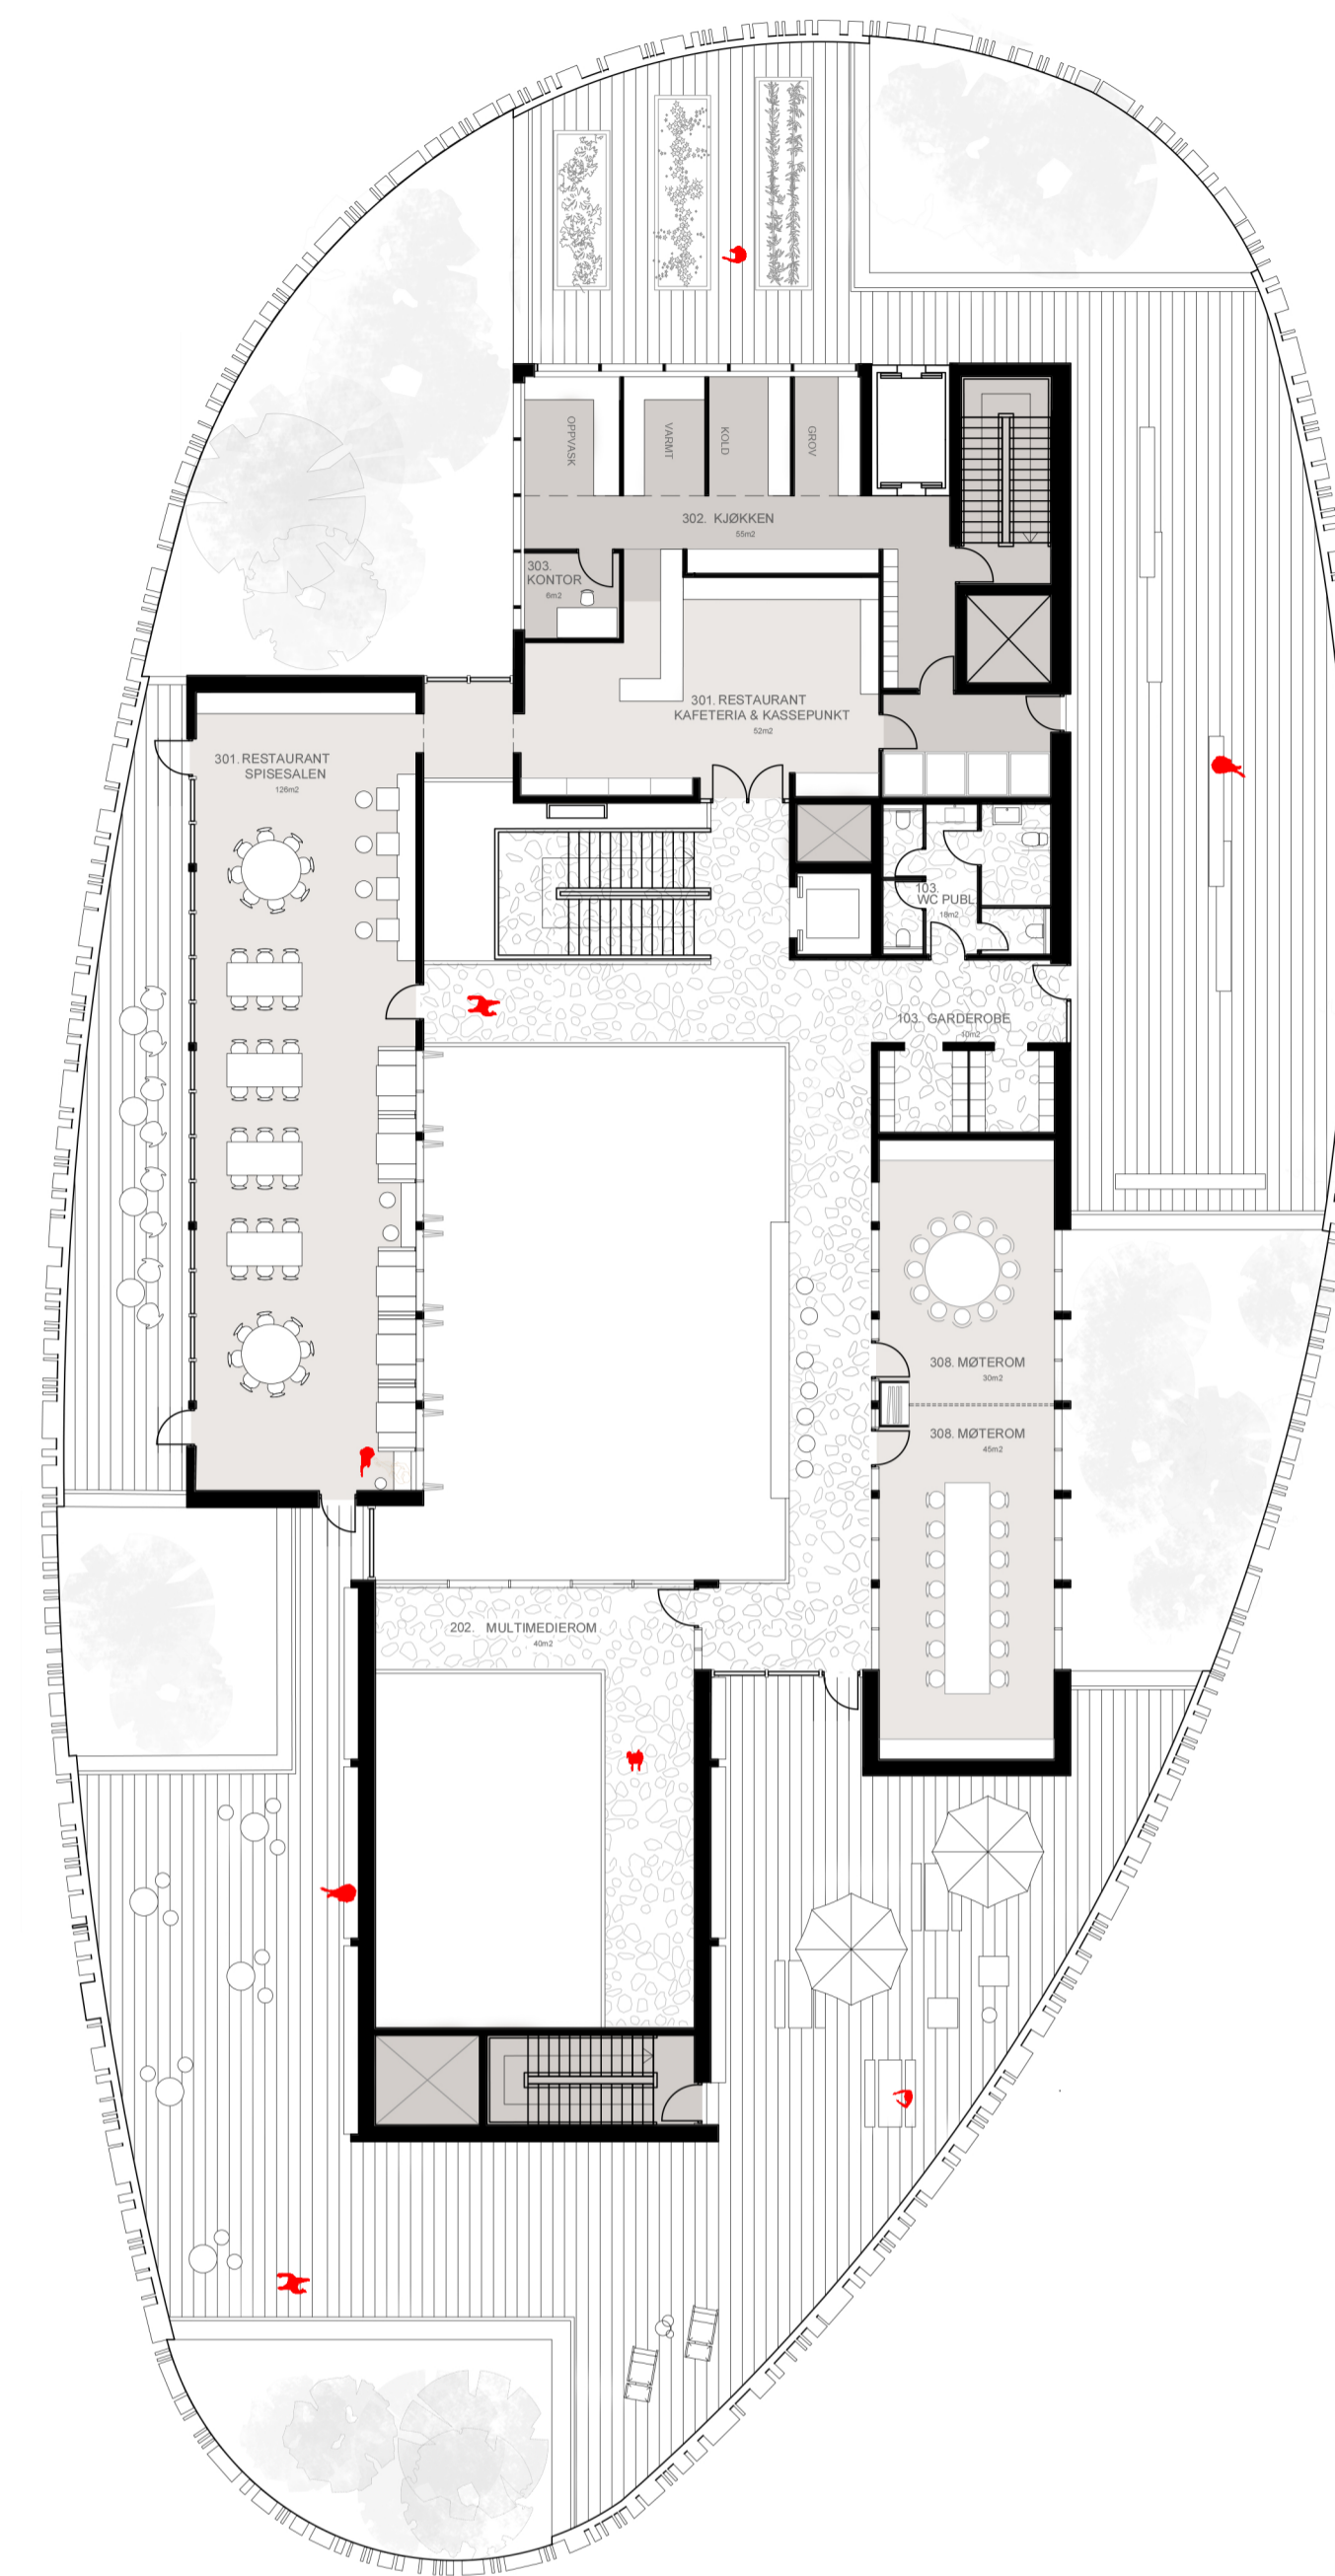 OPPVASK
VARMT
KOLD
GROV
302. KJØKKEN
55m2
303.
KONTOR
6m2
301. RESTAURANT
KAFETERIA & KASSEPUNKT
52m2
301. RESTAURANT
SPISESALEN
126m2
103.
WC PUBL.
18m2
103. GARDEROBE
10m2
308. MØTEROM
30m2
308. MØTEROM
45m2
202. MULTIMEDIEROM
40m2